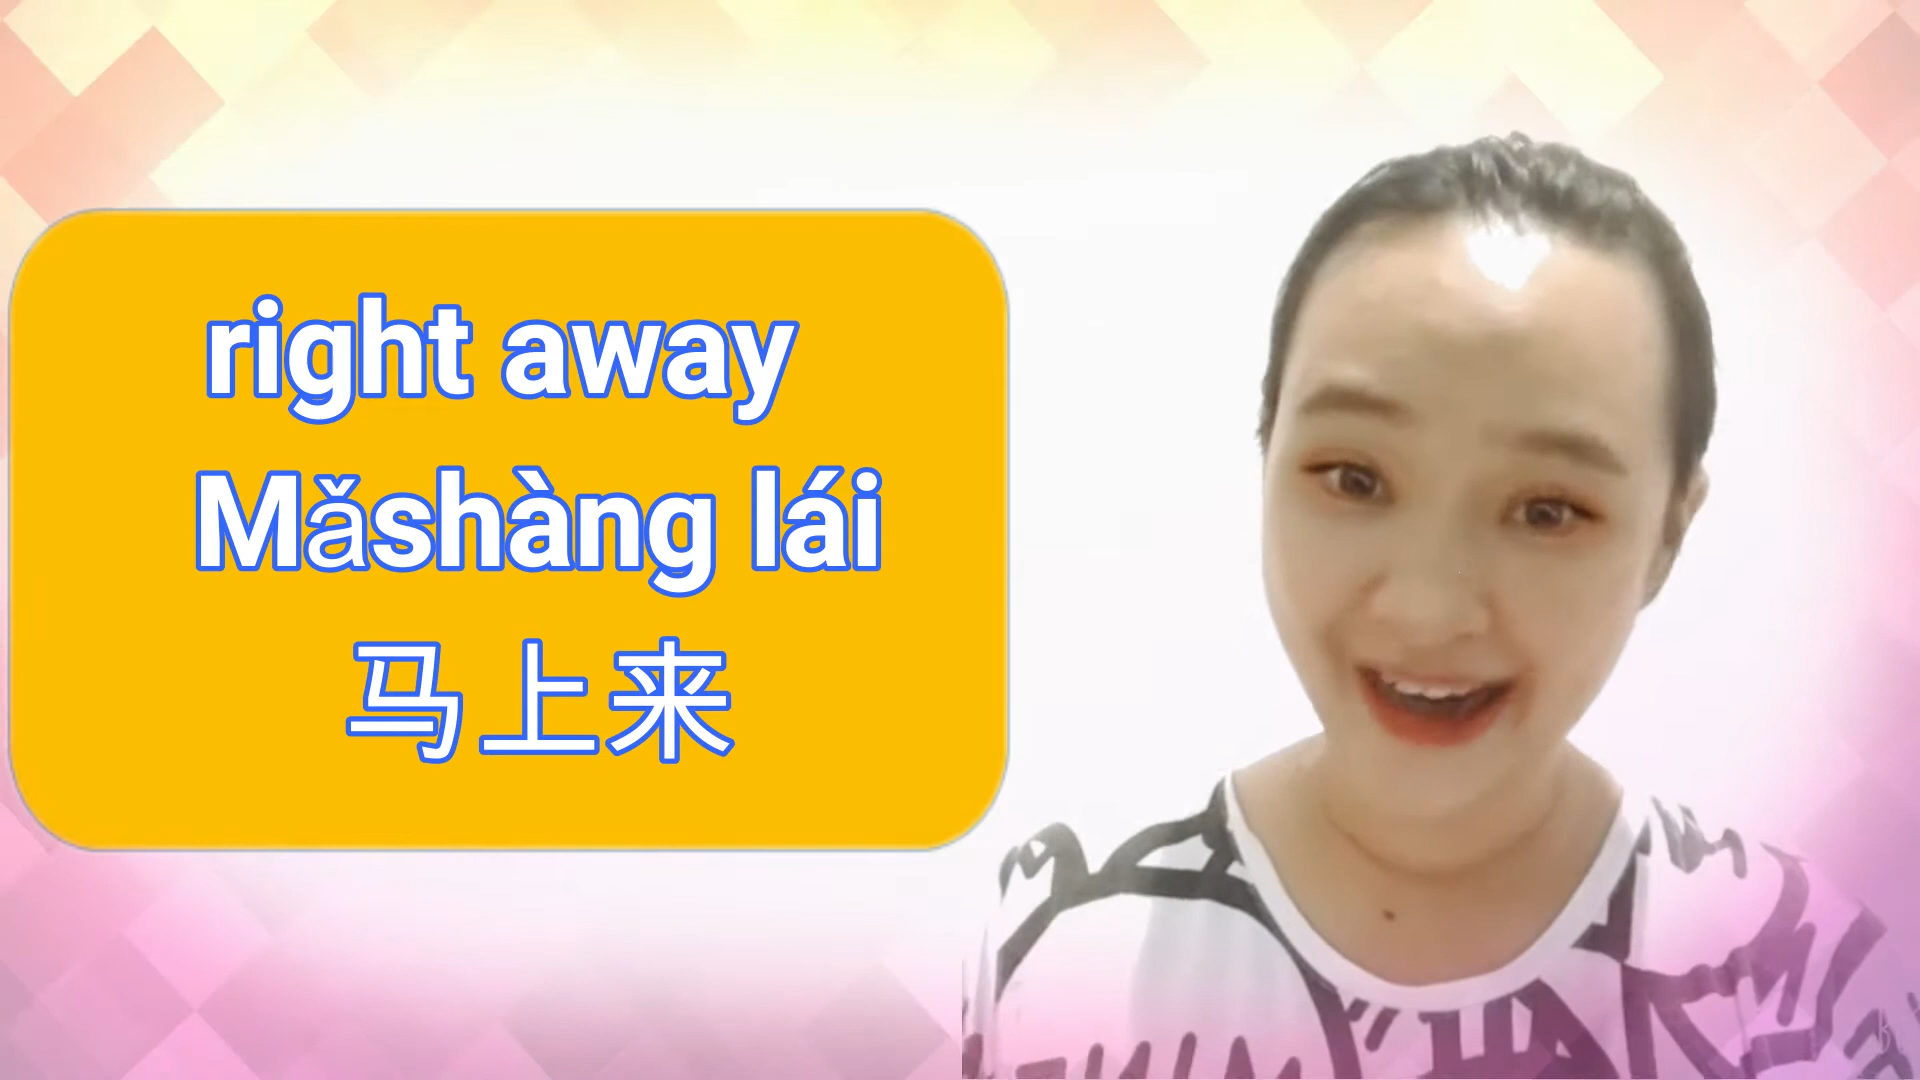 right away
Mǎshàng lái
马上来